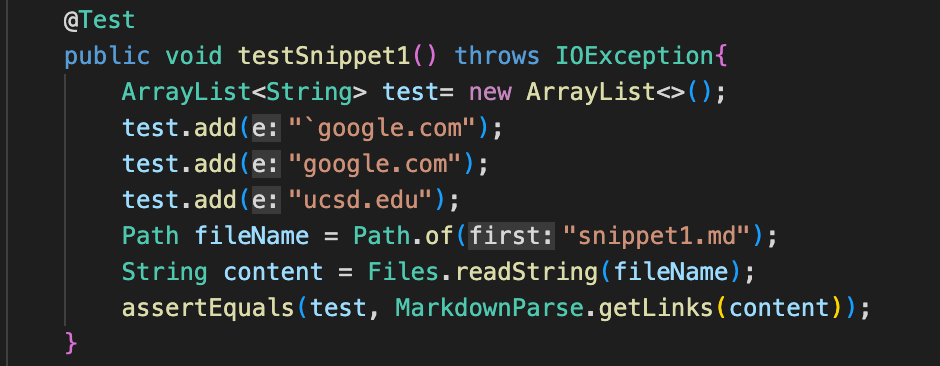 @Test
public void testSnippet1() throws IOException{
ArrayList<String> test= new ArrayList<>();
test.add(e: "`google.com");
test.add(e: "google.com");
test.add(e: "ucsd.edu");
Path fileName = Path.of(first: "snippet1.md");
String content = Files.readString(fileName);
assertEquals(test, MarkdownParse.getLinks(content));
}